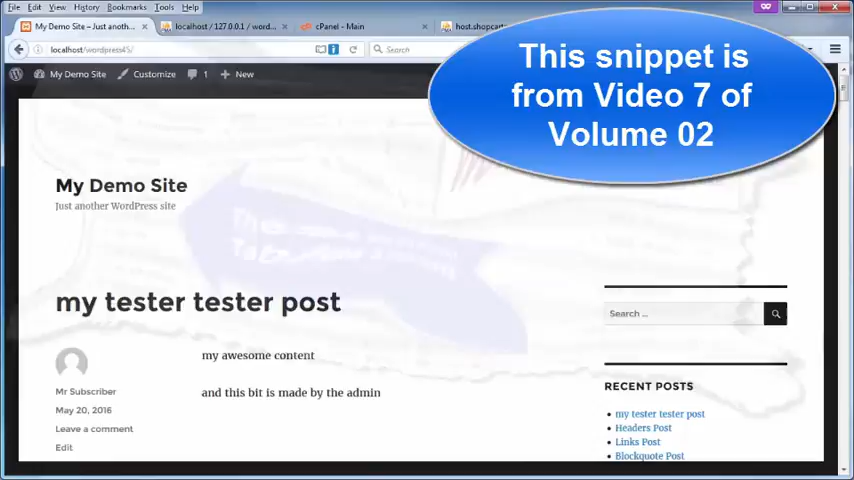 File Edit View History Bookmarks Tools Help
My Demo Site – Just anoth...
localhost / 127.0.0.1 / word...
cPanel - Main
host.shopcart
localhost/wordpress45/
Search
My Demo Site
Customize
1
New
This snippet is
from Video 7 of
Volume 02
My Demo Site
Just another WordPress site
my tester tester post
Search …
my awesome content
Mr Subscriber
and this bit is made by the admin
May 20, 2016
Leave a comment
Edit
RECENT POSTS
my tester tester post
Headers Post
Links Post
Blockquote Post